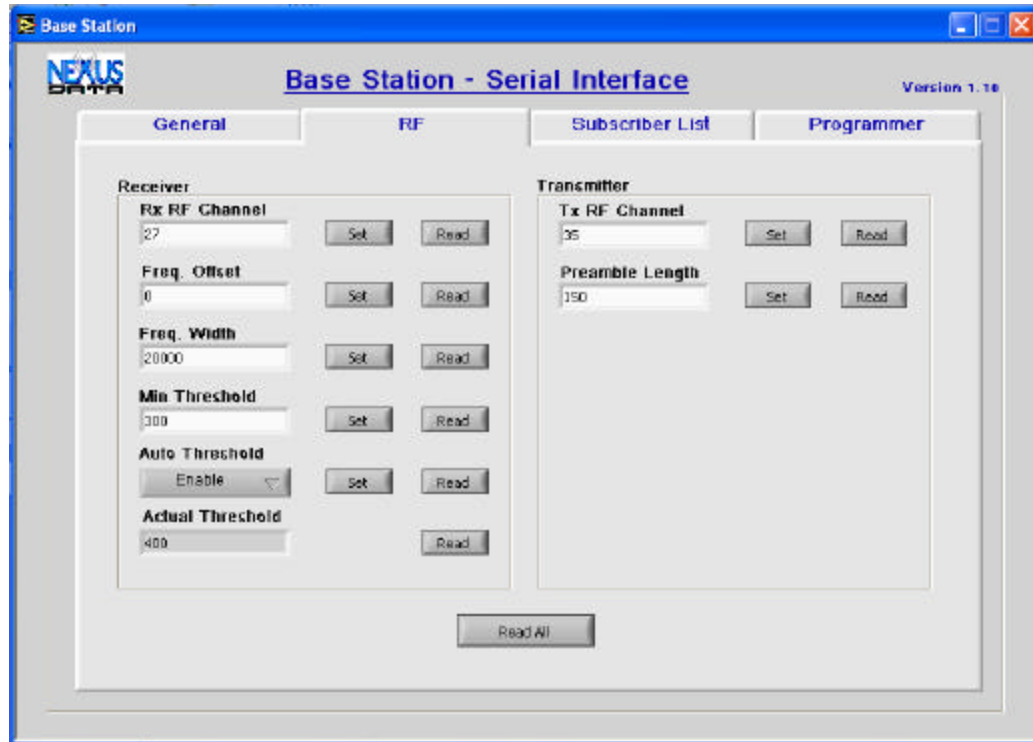 Base Station
NEXUS
DATA
Base Station - Serial Interface
Version 1.10
General RF Subscriber List Programmer
Receiver
Rx RF Channel
27 Set Read
Freq. Offset
0 Set Read
Freq. Width
20000 Set Read
Min Threshold
300 Set Read
Auto Threshold
Enable Set Read
Actual Threshold
400 Read
Transmitter
Tx RF Channel
35 Set Read
Preamble Length
150 Set Read
Read All